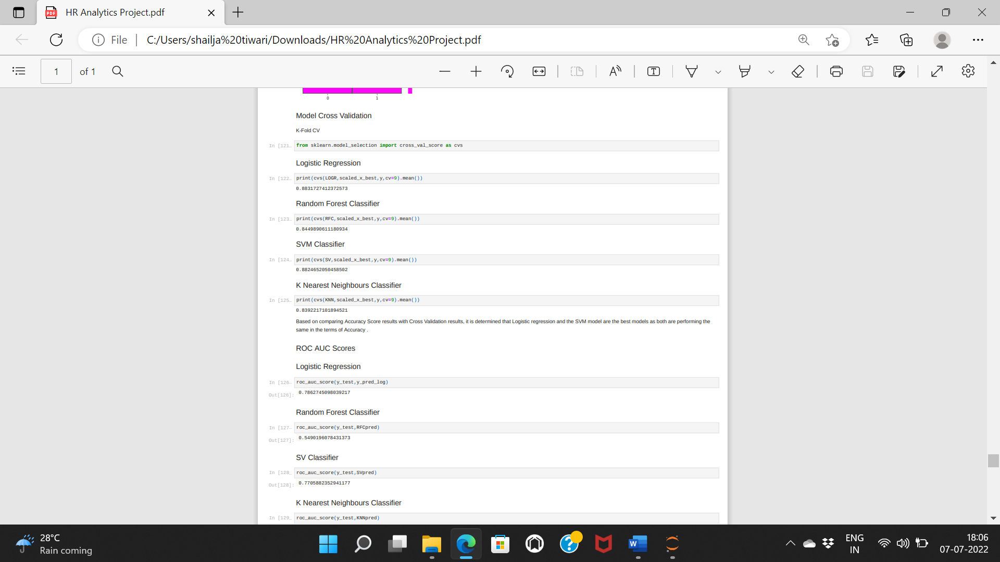 HR Analytics Project.pdf
File C:/Users/shailja%20tiwari/Downloads/HR%20Analytics%20Project.pdf
1 of 1
0 1
Model Cross Validation
K-Fold CV
In [121… from sklearn.model_selection import cross_val_score as cvs
Logistic Regression
In [122… print(cvs(LOGR,scaled_x_best,y,cv=9).mean())
0.8831727412372573
Random Forest Classifier
In [123… print(cvs(RFC,scaled_x_best,y,cv=9).mean())
0.8449890611180934
SVM Classifier
In [124… print(cvs(SV,scaled_x_best,y,cv=9).mean())
0.8824652050458502
K Nearest Neighbours Classifier
In [125… print(cvs(KNN,scaled_x_best,y,cv=9).mean())
0.8392217101894521
Based on comparing Accuracy Score results with Cross Validation results, it is determined that Logistic regression and the SVM model are the best models as both are performing the
same in the terms of Accuracy .
ROC AUC Scores
Logistic Regression
In [126… roc_auc_score(y_test,y_pred_log)
Out[126]: 0.7862745098039217
Random Forest Classifier
In [127… roc_auc_score(y_test,RFCpred)
Out[127]: 0.5490196078431373
SV Classifier
In [128… roc_auc_score(y_test,SVpred)
Out[128]: 0.7705882352941177
K Nearest Neighbours Classifier
In [129… roc_auc_score(y_test,KNNpred)
28°C
Rain coming
ENG
IN
18:06
07-07-2022